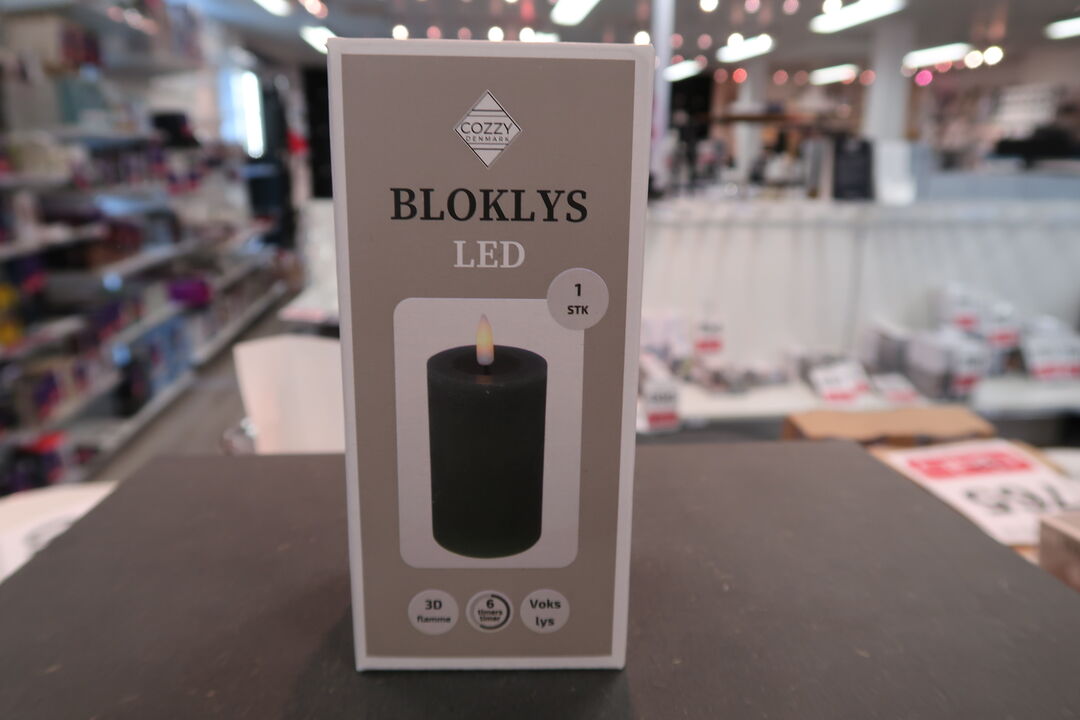 COZZY
DENMARK
BLOKLYS
LED
1
STK
3D
flamme
6
timers
timer
Voks
lys